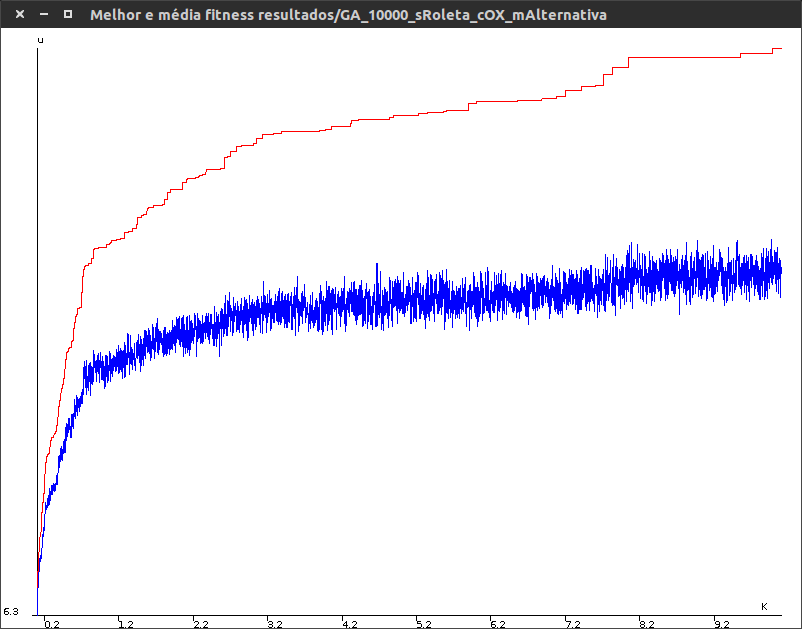 Melhor e média fitness resultados/GA_10000_sRoleta_cOX_mAlternativa
u
6.3
K
0.2 1.2 2.2 3.2 4.2 5.2 6.2 7.2 8.2 9.2